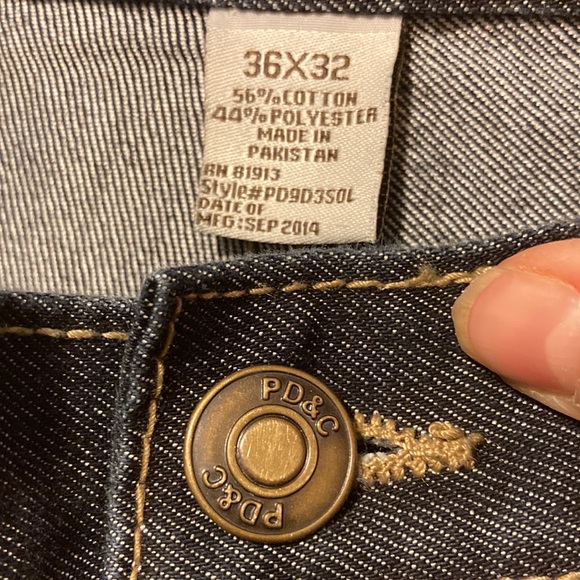 36X32
56% COTTON
44% POLYESTER
MADE IN
PAKISTAN
RN 81913
Style#PD9D3S0L
DATE OF
MFG:SEP 2014
PD&C
PD&C